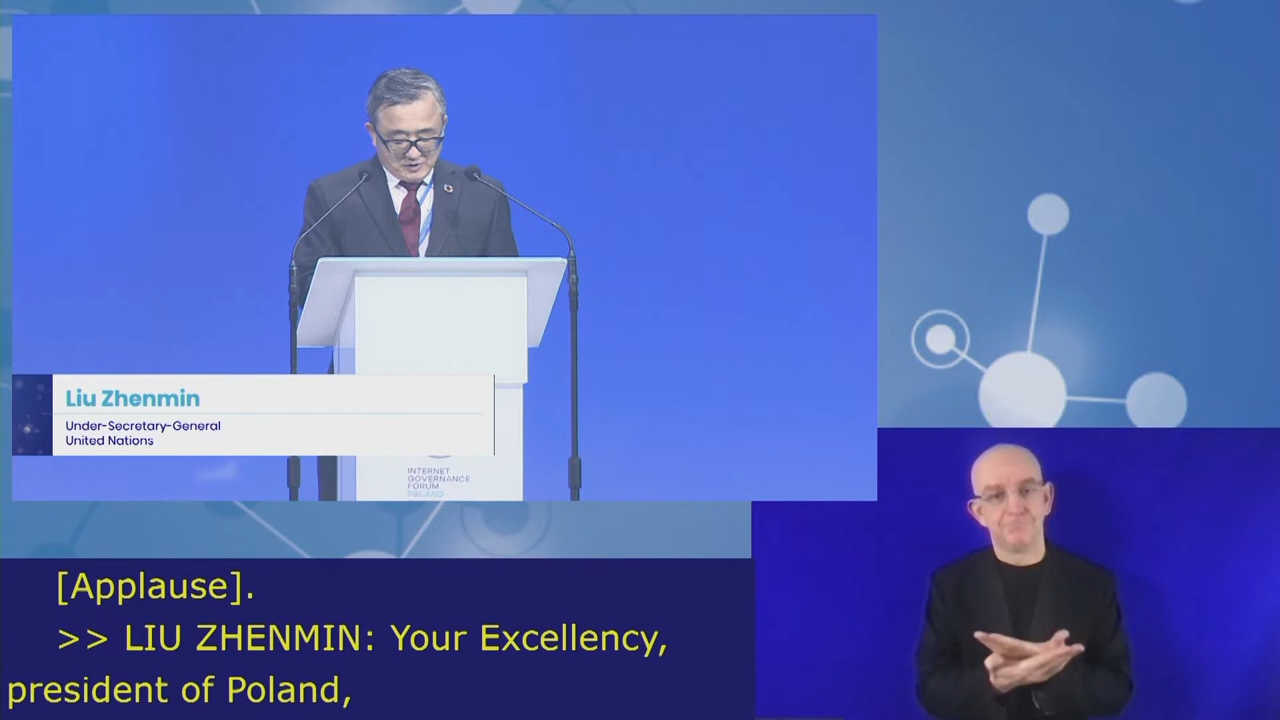 Liu Zhenmin
Under-Secretary-General
United Nations
INTERNET
GOVERNANCE
FORUM
POLAND
[Applause].
>> LIU ZHENMIN: Your Excellency,
president of Poland,